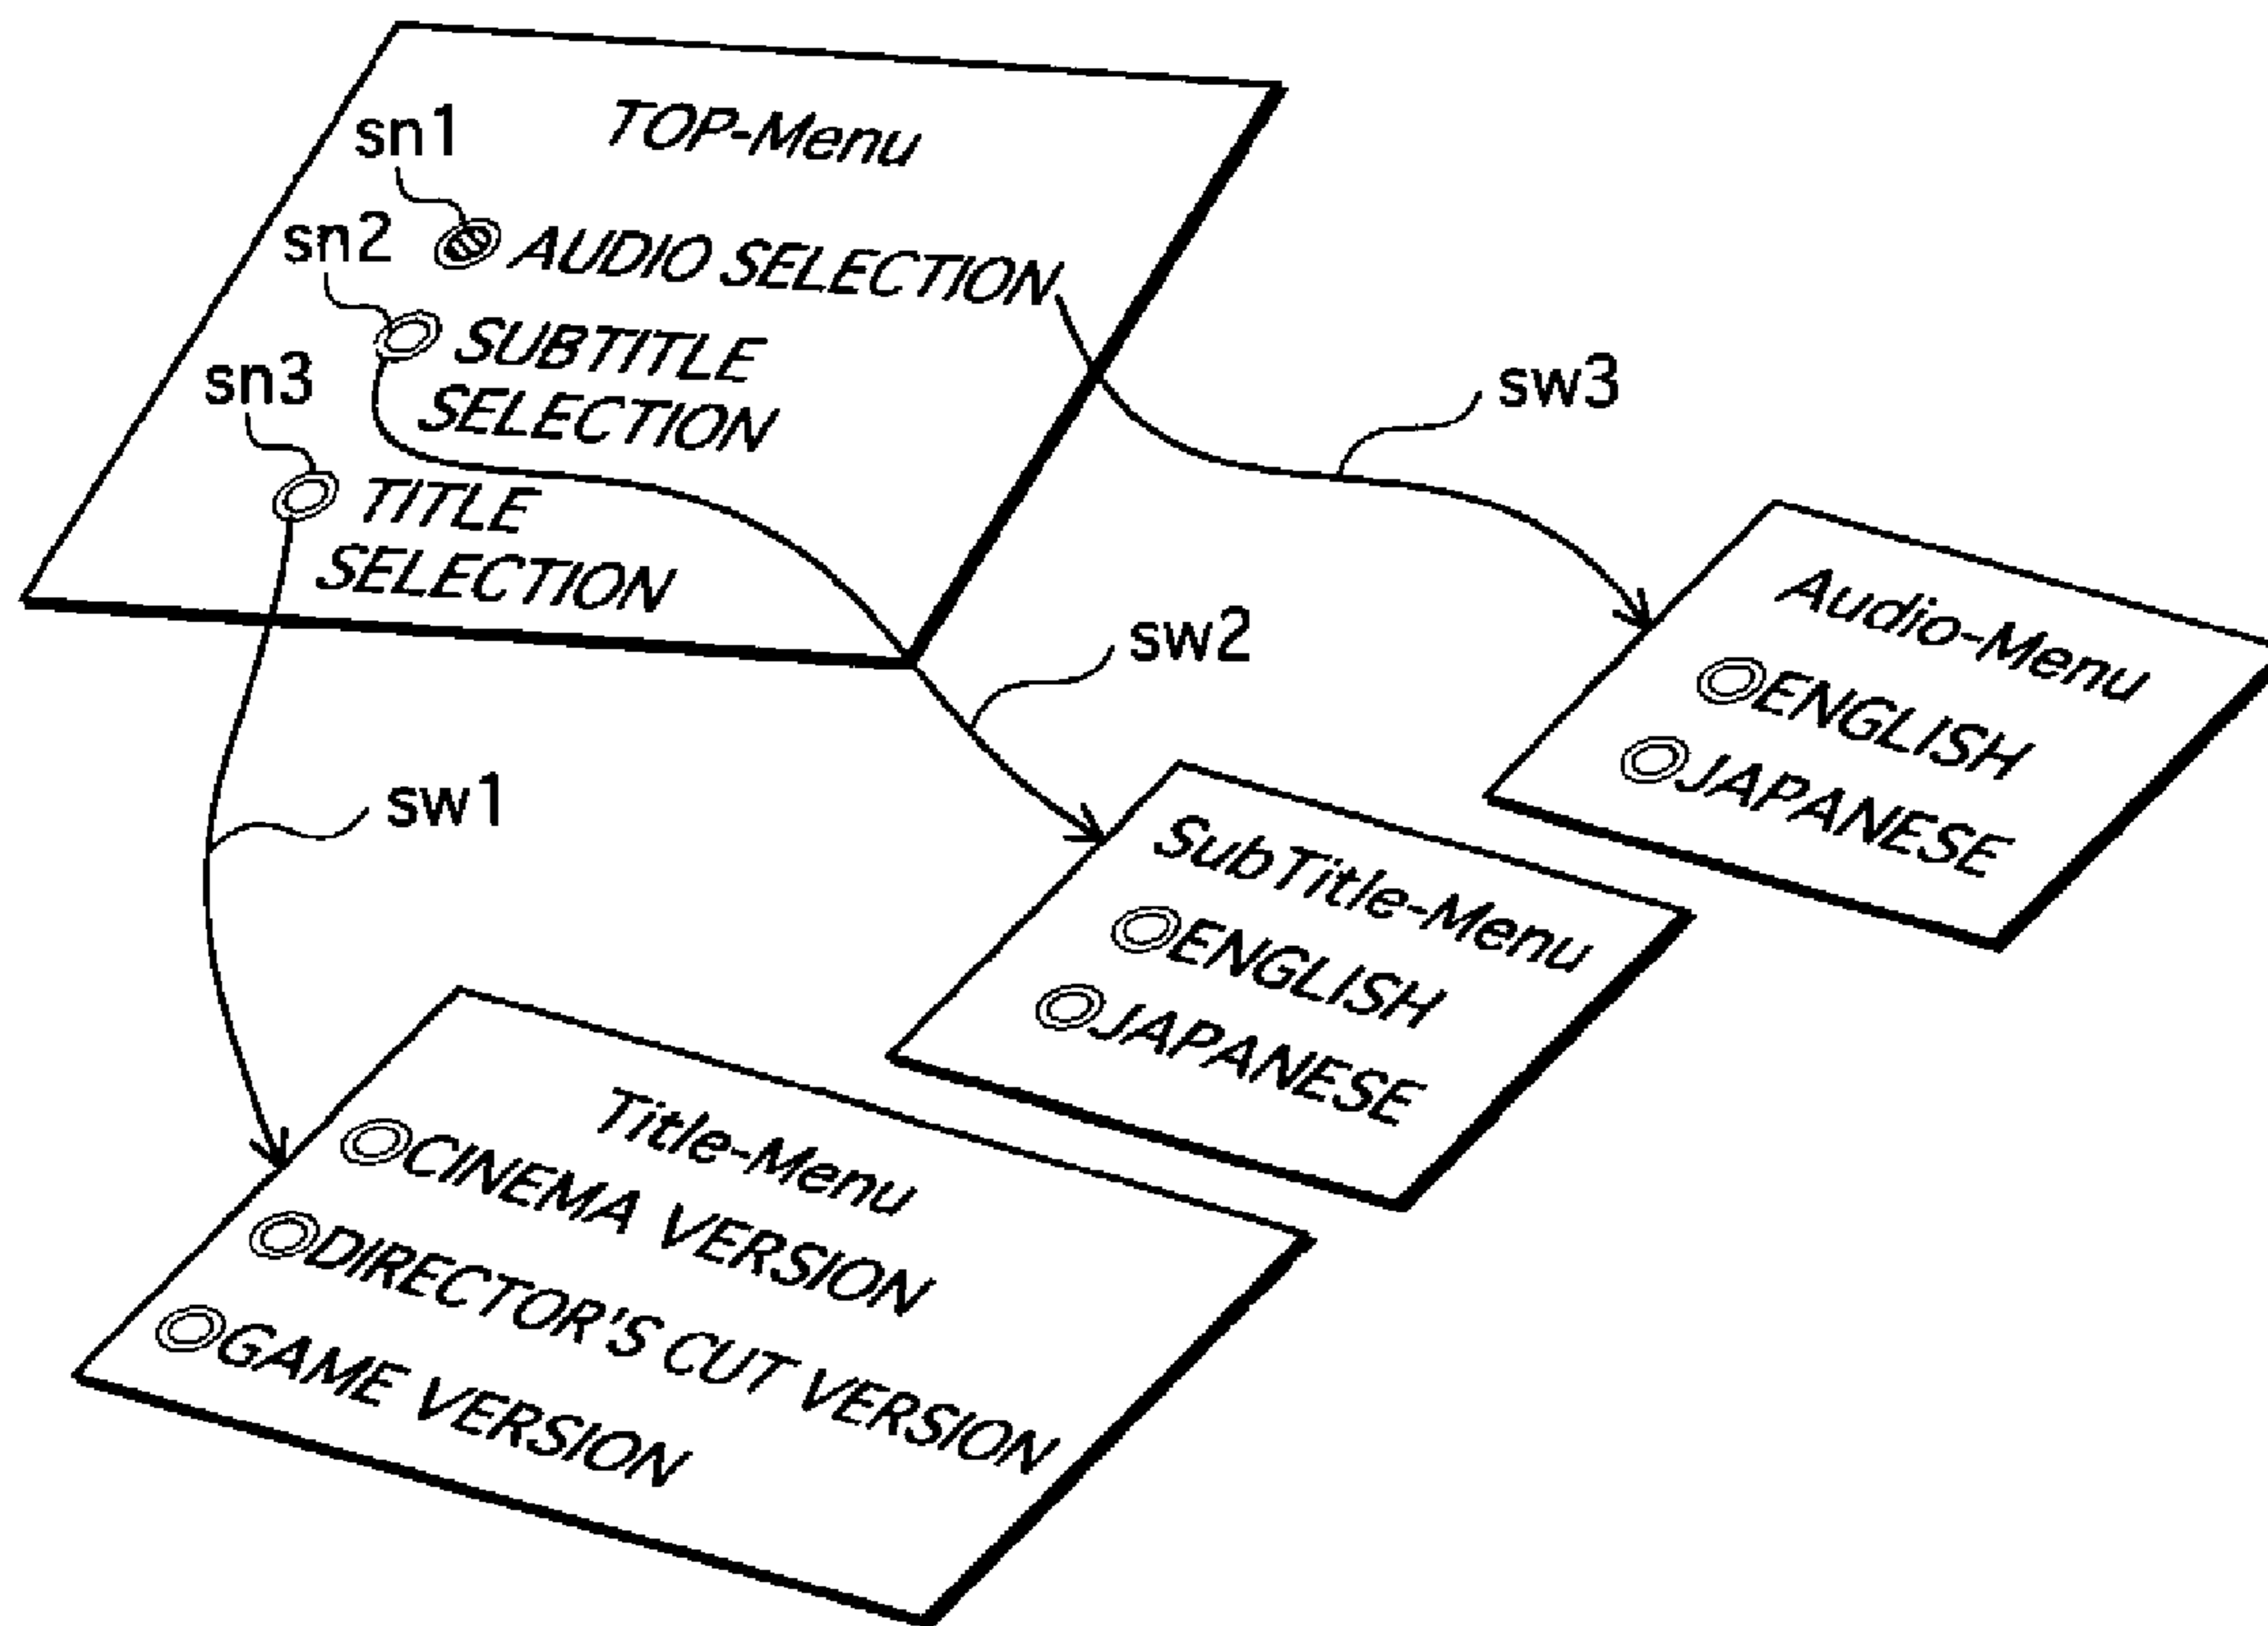 TOP-Menu
sn1
AUDIO SELECTION
sn2
SUBTITLE
SELECTION
sn3
TITLE
SELECTION
sw3
sw2
sw1
Audio-Menu
ENGLISH
JAPANESE
SubTitle-Menu
ENGLISH
JAPANESE
Title-Menu
CINEMA VERSION
DIRECTOR'S CUT VERSION
GAME VERSION